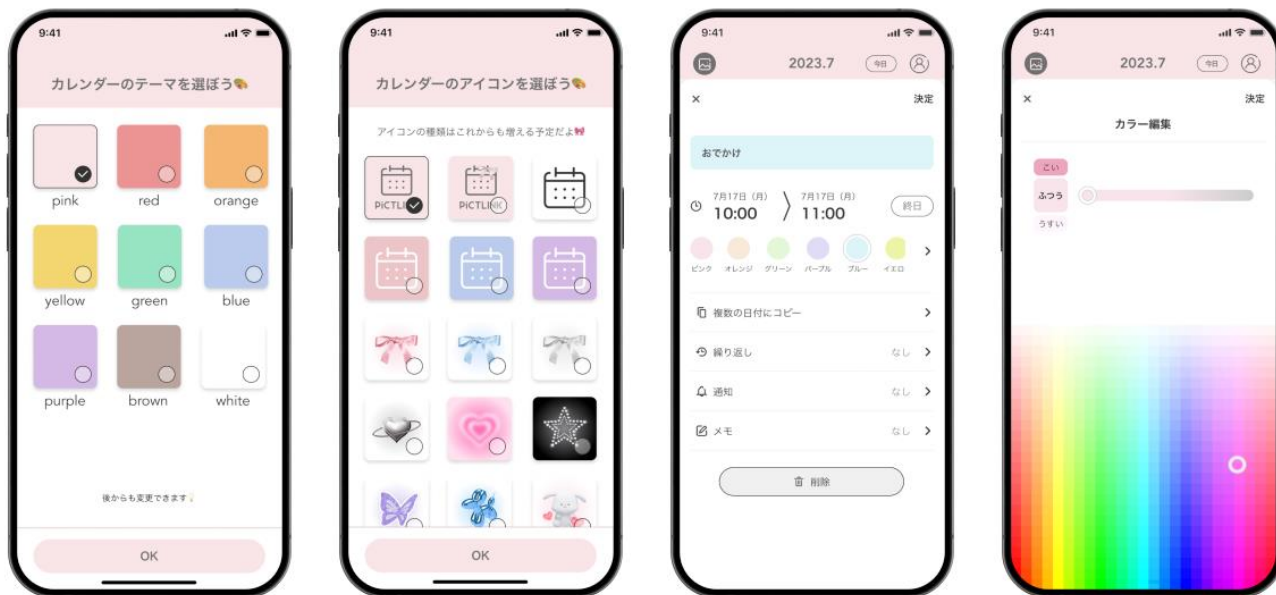 9:41
カレンダーのテーマを選ぼう🎨
pink
red
orange
yellow
green
blue
purple
brown
white
後からも変更できます💡
OK
9:41
カレンダーのアイコンを選ぼう🎨
アイコンの種類はこれからも増える予定だよ🎀
PiCTLINK
PiCTLINK
OK
9:41
2023.7
今日
×
決定
おでかけ
7月17日（月）
10:00
7月17日（月）
11:00
終日
ピンク
オレンジ
グリーン
パープル
ブルー
イエロ
複数の日付にコピー
繰り返し
なし
通知
なし
メモ
なし
削除
9:41
2023.7
今日
×
決定
カラー編集
こい
ふつう
うすい